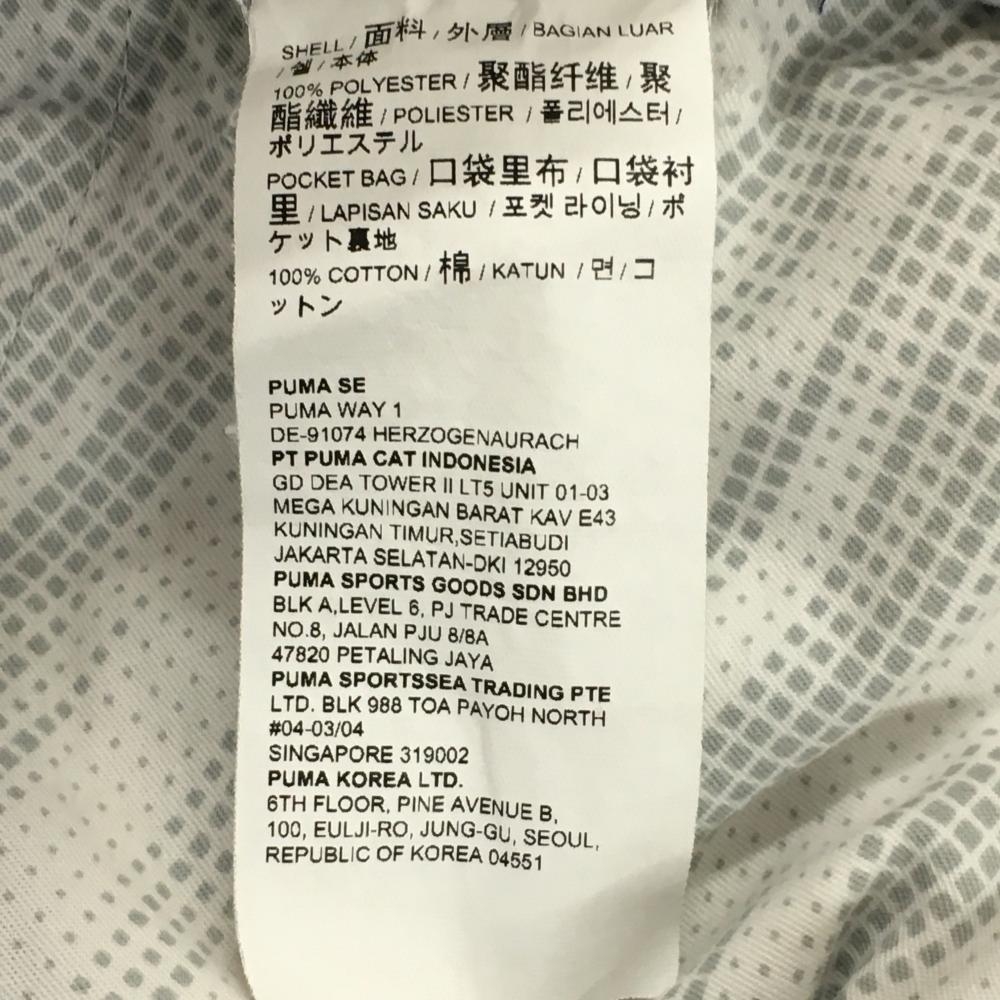 SHELL / 面料 / 外層 / BAGIAN LUAR
/ 쉘 / 本体
100% POLYESTER / 聚酯纤维 / 聚
酯纖維 / POLIESTER / 폴리에스터 /
ポリエステル
POCKET BAG / 口袋里布 / 口袋衬
里 / LAPISAN SAKU / 포켓 라이닝 / ポ
ケット裏地
100% COTTON / 棉 / KATUN / 면 / コ
ットン
PUMA SE
PUMA WAY 1
DE-91074 HERZOGENAURACH
PT PUMA CAT INDONESIA
GD DEA TOWER II LT5 UNIT 01-03
MEGA KUNINGAN BARAT KAV E43
KUNINGAN TIMUR,SETIABUDI
JAKARTA SELATAN-DKI 12950
PUMA SPORTS GOODS SDN BHD
BLK A,LEVEL 6, PJ TRADE CENTRE
NO.8, JALAN PJU 8/8A
47820 PETALING JAYA
PUMA SPORTSSEA TRADING PTE
LTD. BLK 988 TOA PAYOH NORTH
#04-03/04
SINGAPORE 319002
PUMA KOREA LTD.
6TH FLOOR, PINE AVENUE B,
100, EULJI-RO, JUNG-GU, SEOUL,
REPUBLIC OF KOREA 04551